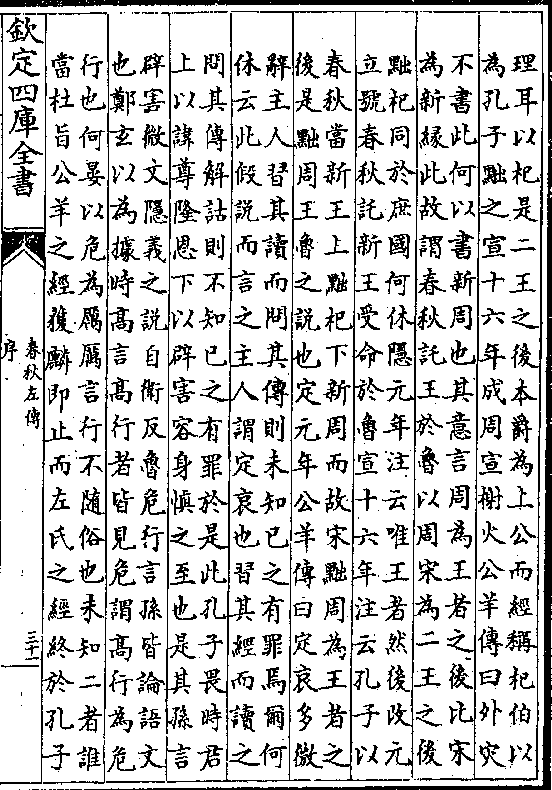 理耳以杞是二王之後本爵為上公而經稱杞伯以
為孔子黜之宣十六年成周宣榭火公羊傳曰外灾
不書此何以書新周也其意言周為王者之後比宋
為新縁此故謂春秋託王於魯以周宋為二王之後
黜杞同於庶國何休隱元年注云唯王者然後改元
立號春秋託新王受命於魯宣十六年注云孔子以
春秋當新王上黜杞下新周而故宋黜周為王者之
後是黜周王魯之說也定元年公羊傳曰定哀多微
辭主人習其讀而問其傳則未知已之有罪焉爾何
休云此假說而言之主人謂定哀也習其經而讀之
問其傳解詁則不知已之有罪於是此孔子畏時君
上以諱尊隆恩下以辟害容身慎之至也是其孫言
辟害微文隱義之說自衛反魯危行言孫皆論語文
也鄭玄以為據時髙言髙行者皆見危謂髙行為危
行也何晏以危為厲厲言行不隨俗也未知二者誰
當杜旨公羊之經獲麟即止而左氏之經終於孔子
欽定四庫全書
春秋左傳
序
三十一